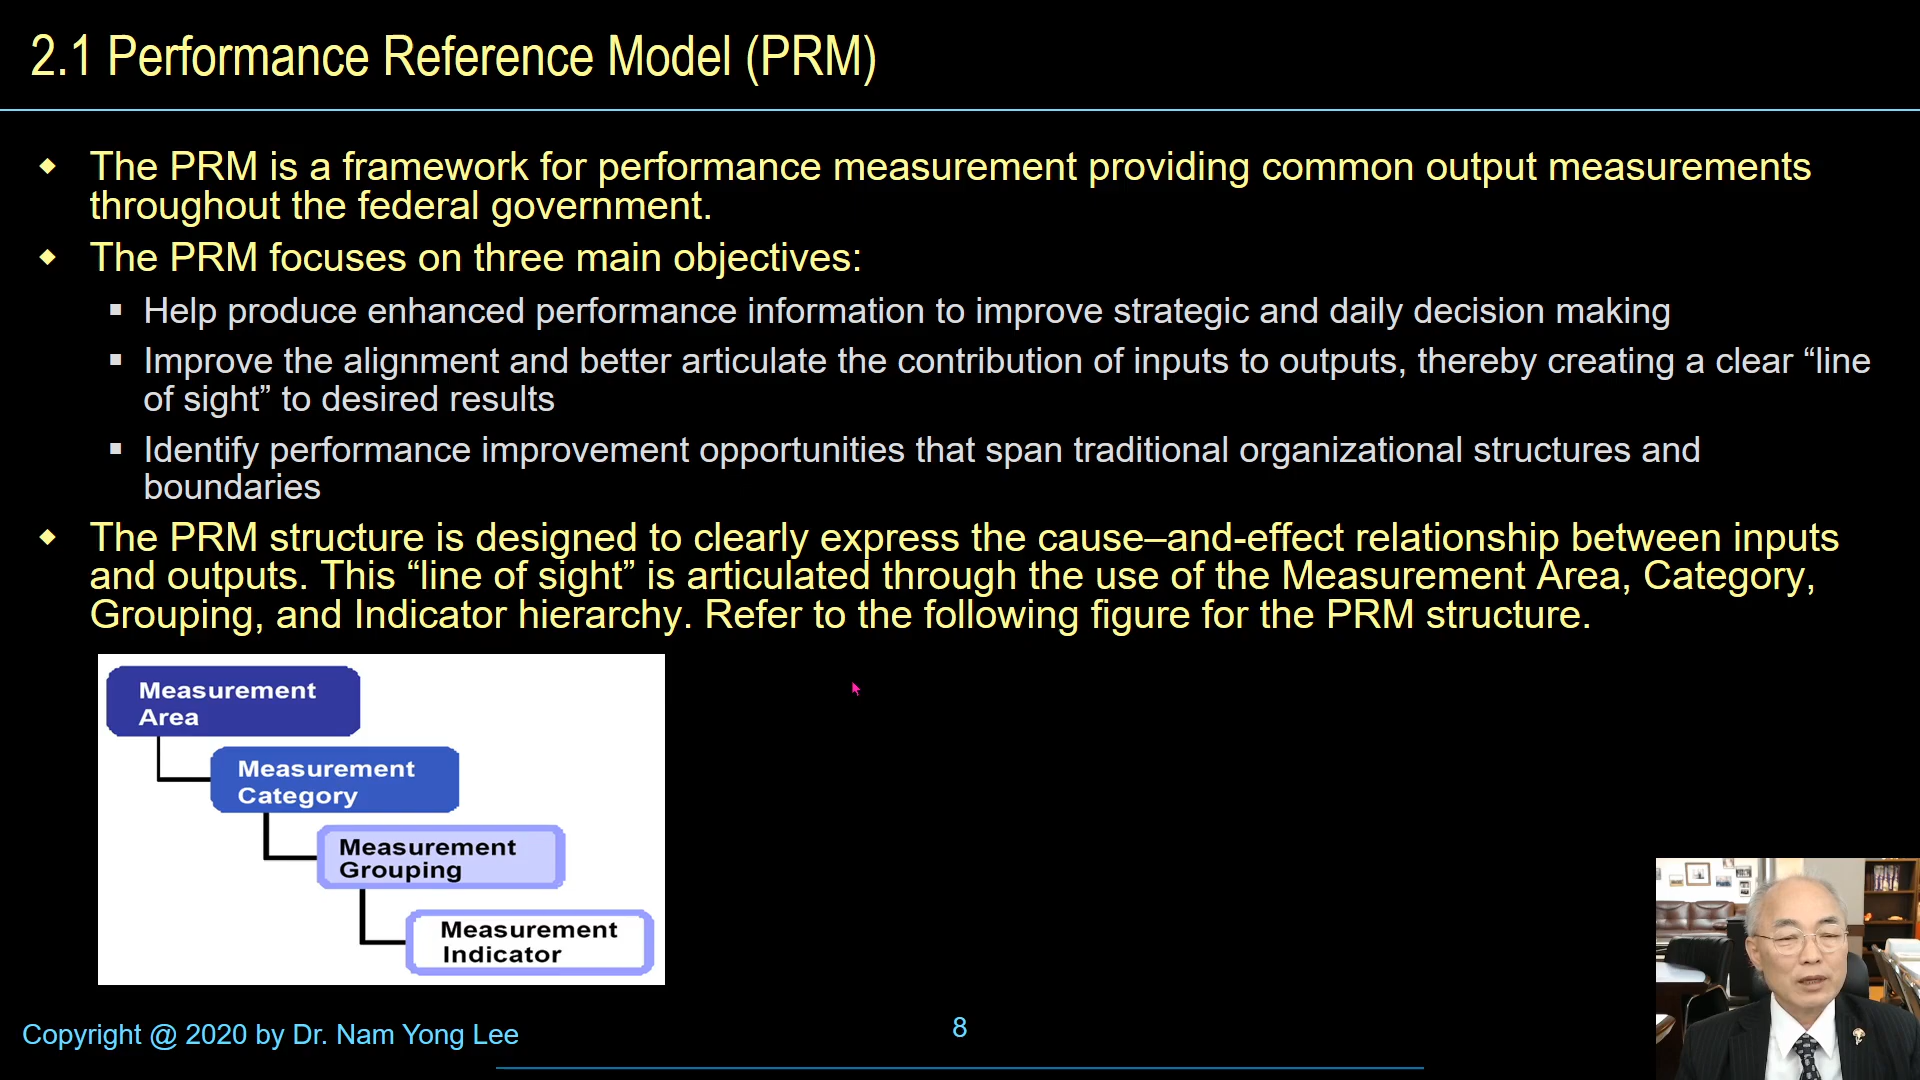 2.1 Performance Reference Model (PRM)
The PRM is a framework for performance measurement providing common output measurements
throughout the federal government.
The PRM focuses on three main objectives:
Help produce enhanced performance information to improve strategic and daily decision making
Improve the alignment and better articulate the contribution of inputs to outputs, thereby creating a clear “line
of sight” to desired results
Identify performance improvement opportunities that span traditional organizational structures and
boundaries
The PRM structure is designed to clearly express the cause–and-effect relationship between inputs
and outputs. This “line of sight” is articulated through the use of the Measurement Area, Category,
Grouping, and Indicator hierarchy. Refer to the following figure for the PRM structure.
Measurement
Area
Measurement
Category
Measurement
Grouping
Measurement
Indicator
Copyright @ 2020 by Dr. Nam Yong Lee
8